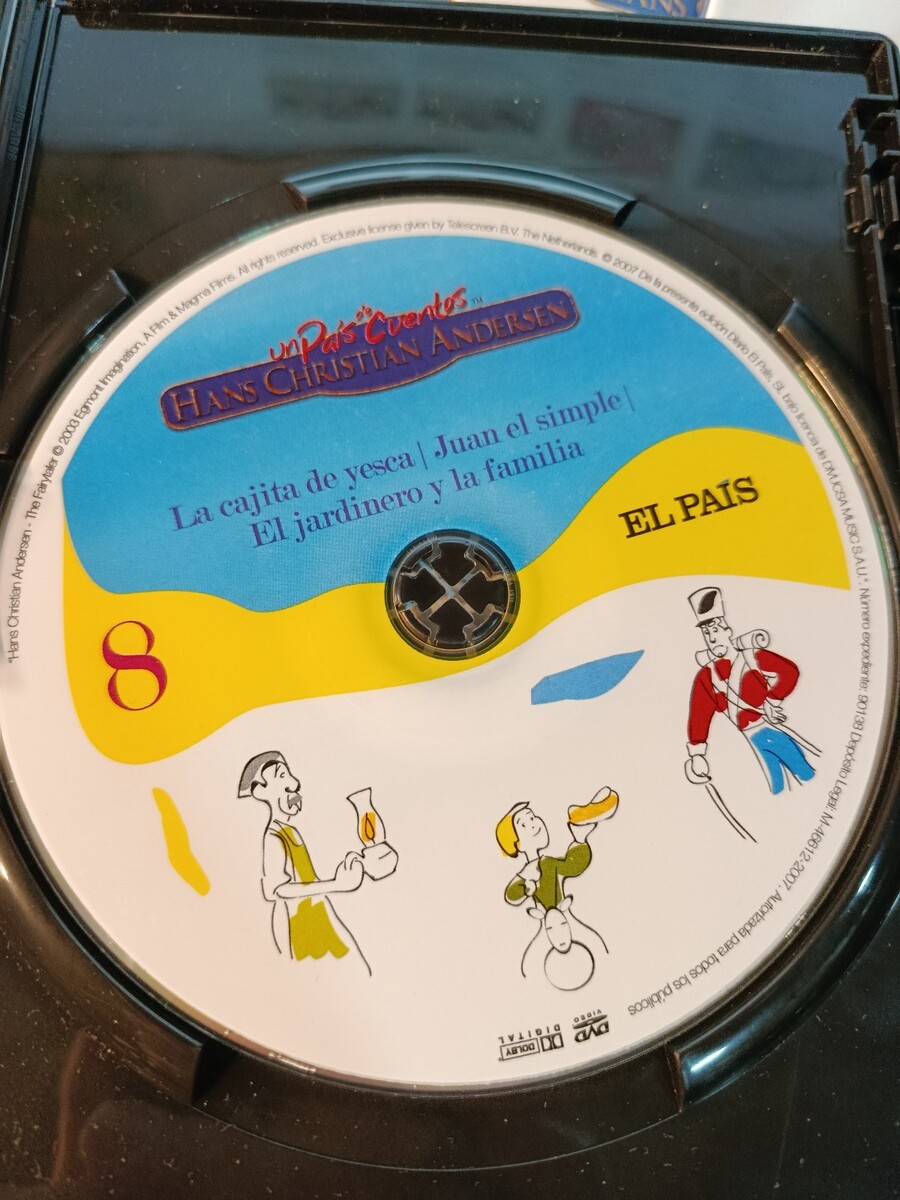 un País de Cuentos™
HANS CHRISTIAN ANDERSEN
La cajita de yesca | Juan el simple |
El jardinero y la familia
EL PAÍS
8
"Hans Christian Andersen - The Fairytaler © 2003 Egmont Imagination, A Film & Magma Films. All rights reserved. Exclusive license given by Telescreen B.V. The Netherlands. © 2007 De la presente edición Diario El País, SL bajo licencia de DIVUCSA MUSIC S.A.U.". Número expediente: 90138 Depósito Legal: M-46612-2007. Autorizada para todos los públicos
DVD
VIDEO
DOLBY
DIGITAL